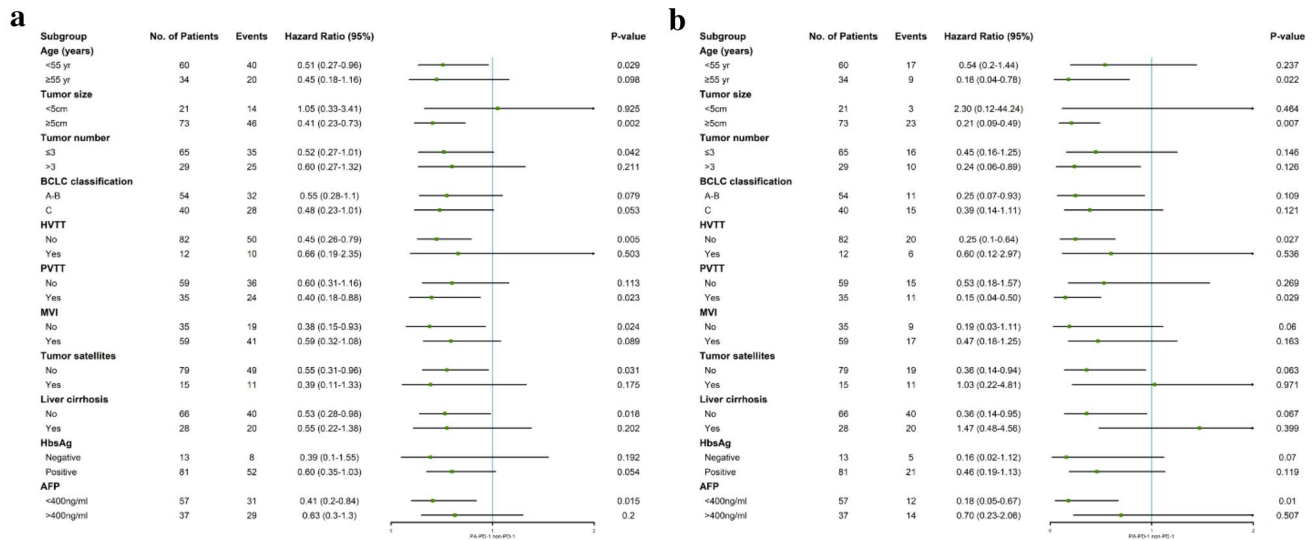 a
Subgroup No. of Patients Events Hazard Ratio (95%) P-value
Age (years)
<55 yr 60 40 0.51 (0.27-0.96) 0.029
≥55 yr 34 20 0.45 (0.18-1.16) 0.098
Tumor size
<5cm 21 14 1.05 (0.33-3.41) 0.925
≥5cm 73 46 0.41 (0.23-0.73) 0.002
Tumor number
≤3 65 35 0.52 (0.27-1.01) 0.042
>3 29 25 0.60 (0.27-1.32) 0.211
BCLC classification
A-B 54 32 0.55 (0.28-1.1) 0.079
C 40 28 0.48 (0.23-1.01) 0.053
HVTT
No 82 50 0.45 (0.26-0.79) 0.005
Yes 12 10 0.66 (0.19-2.35) 0.503
PVTT
No 59 36 0.60 (0.31-1.16) 0.113
Yes 35 24 0.40 (0.18-0.88) 0.023
MVI
No 35 19 0.38 (0.15-0.93) 0.024
Yes 59 41 0.59 (0.32-1.08) 0.089
Tumor satellites
No 79 49 0.55 (0.31-0.96) 0.031
Yes 15 11 0.39 (0.11-1.33) 0.175
Liver cirrhosis
No 66 40 0.53 (0.28-0.98) 0.018
Yes 28 20 0.55 (0.22-1.38) 0.202
HbsAg
Negative 13 8 0.39 (0.1-1.55) 0.192
Positive 81 52 0.60 (0.35-1.03) 0.054
AFP
<400ng/ml 57 31 0.41 (0.2-0.84) 0.015
>400ng/ml 37 29 0.63 (0.3-1.3) 0.2
0 1 2
PA-PD-1 non-PD-1
b
Subgroup No. of Patients Events Hazard Ratio (95%) P-value
Age (years)
<55 yr 60 17 0.54 (0.2-1.44) 0.237
≥55 yr 34 9 0.18 (0.04-0.78) 0.022
Tumor size
<5cm 21 3 2.30 (0.12-44.24) 0.464
≥5cm 73 23 0.21 (0.09-0.49) 0.007
Tumor number
≤3 65 16 0.45 (0.16-1.25) 0.146
>3 29 10 0.24 (0.06-0.89) 0.126
BCLC classification
A-B 54 11 0.25 (0.07-0.93) 0.109
C 40 15 0.39 (0.14-1.11) 0.121
HVTT
No 82 20 0.25 (0.1-0.64) 0.027
Yes 12 6 0.60 (0.12-2.97) 0.536
PVTT
No 59 15 0.53 (0.18-1.57) 0.269
Yes 35 11 0.15 (0.04-0.50) 0.029
MVI
No 35 9 0.19 (0.03-1.11) 0.06
Yes 59 17 0.47 (0.18-1.25) 0.163
Tumor satellites
No 79 19 0.36 (0.14-0.94) 0.063
Yes 15 11 1.03 (0.22-4.81) 0.971
Liver cirrhosis
No 66 40 0.36 (0.14-0.95) 0.067
Yes 28 20 1.47 (0.48-4.56) 0.399
HbsAg
Negative 13 5 0.16 (0.02-1.12) 0.07
Positive 81 21 0.46 (0.19-1.13) 0.119
AFP
<400ng/ml 57 12 0.18 (0.05-0.67) 0.01
>400ng/ml 37 14 0.70 (0.23-2.06) 0.507
0 1 2
PA-PD-1 non-PD-1